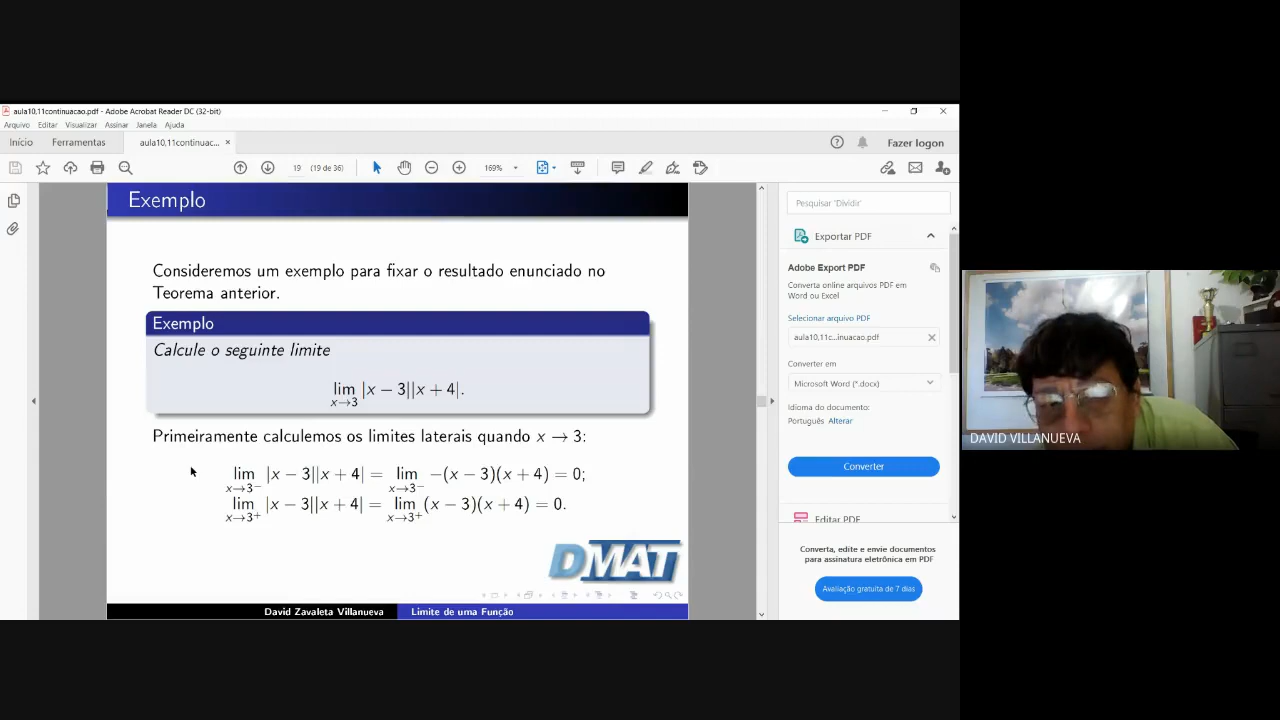 aula10,11continuacao.pdf - Adobe Acrobat Reader DC (32-bit)
Arquivo Editar Visualizar Assinar Janela Ajuda
Início Ferramentas aula10,11continuac... × Fazer logon
19 (19 de 36) 169%
Exemplo
Consideremos um exemplo para fixar o resultado enunciado no
Teorema anterior.
Exemplo
Calcule o seguinte limite
lim |x − 3||x + 4|.
x→3
Primeiramente calculemos os limites laterais quando x → 3:
lim |x − 3||x + 4| = lim −(x − 3)(x + 4) = 0;
x→3⁻ x→3⁻
lim |x − 3||x + 4| = lim (x − 3)(x + 4) = 0.
x→3⁺ x→3⁺
DMAT
David Zavaleta Villanueva Limite de uma Função
Pesquisar 'Dividir'
Exportar PDF
Adobe Export PDF
Converta online arquivos PDF em
Word ou Excel
Selecionar arquivo PDF
aula10,11c...inuacao.pdf
Converter em
Microsoft Word (*.docx)
Idioma do documento:
Português Alterar
Converter
Editar PDF
Converta, edite e envie documentos
para assinatura eletrônica em PDF
Avaliação gratuita de 7 dias
DAVID VILLANUEVA